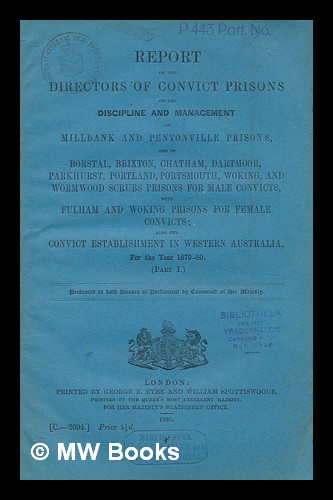 P 443 Port. No.
REPORT
OF THE
DIRECTORS OF CONVICT PRISONS
ON THE
DISCIPLINE AND MANAGEMENT
OF
MILLBANK AND PENTONVILLE PRISONS,
AND OF
BORSTAL, BRIXTON, CHATHAM, DARTMOOR,
PARKHURST, PORTLAND, PORTSMOUTH, WOKING, AND
WORMWOOD SCRUBS PRISONS FOR MALE CONVICTS,
WITH
FULHAM AND WOKING PRISONS FOR FEMALE
CONVICTS;
ALSO THE
CONVICT ESTABLISHMENT IN WESTERN AUSTRALIA,
For the Year 1879-80.
(PART I.)
Presented to both Houses of Parliament by Command of Her Majesty.
BIBLIOTHEEK
LONDON:
PRINTED BY GEORGE E. EYRE AND WILLIAM SPOTTISWOODE,
PRINTERS TO THE QUEEN'S MOST EXCELLENT MAJESTY.
FOR HER MAJESTY'S STATIONERY OFFICE.
1880.
[C.—2694.] Price 4½d.
© MW Books